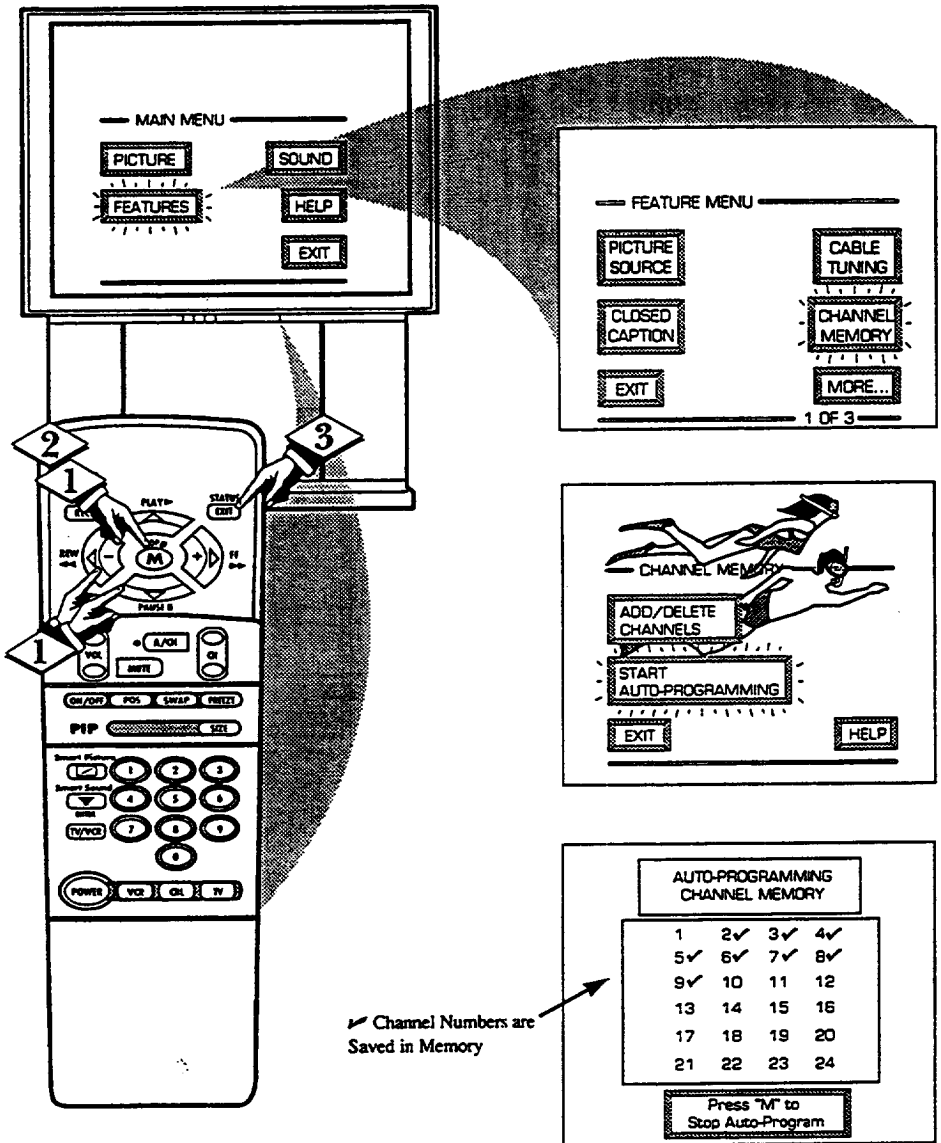 MAIN MENU
PICTURE
SOUND
FEATURES
HELP
EXIT
FEATURE MENU
PICTURE
SOURCE
CABLE
TUNING
CLOSED
CAPTION
CHANNEL
MEMORY
EXIT
MORE...
1 OF 3
2
1
3
PLAY
STATUS
EXIT
REW
- M +
FF
PAUSE
1
VOL
A/CH
CH
MUTE
ON/OFF POS SWAP FREEZE
PIP SIZE
Smart Picture
1 2 3
Smart Sound
4 5 6
TV/VCR 7 8 9
0
POWER VCR CBL TV
CHANNEL MEMORY
ADD/DELETE
CHANNELS
START
AUTO-PROGRAMMING
EXIT HELP
AUTO-PROGRAMMING
CHANNEL MEMORY
1 2✓ 3✓ 4✓
5✓ 6✓ 7✓ 8✓
9✓ 10 11 12
13 14 15 16
17 18 19 20
21 22 23 24
Press "M" to
Stop Auto-Program
✓ Channel Numbers are
Saved in Memory